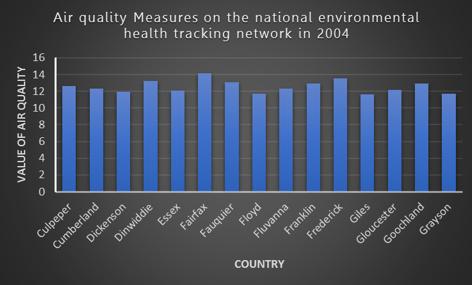 Air quality Measures on the national environmental
health tracking network in 2004
VALUE OF AIR QUALITY
16
14
12
10
8
6
4
2
0
Culpeper
Cumberland
Dickenson
Dinwiddie
Essex
Fairfax
Fauquier
Floyd
Fluvanna
Franklin
Frederick
Giles
Gloucester
Goochland
Grayson
COUNTRY